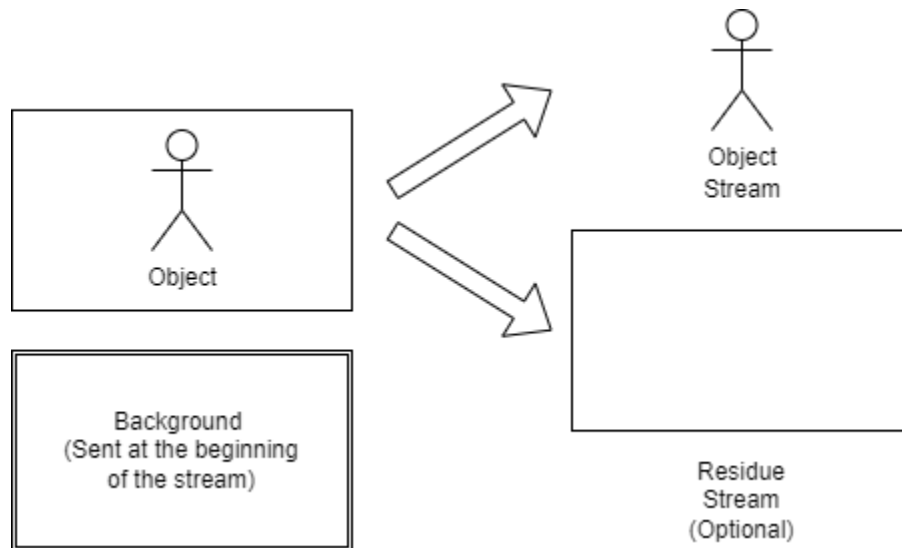 Object
Background
(Sent at the beginning
of the stream)
Object
Stream
Residue
Stream
(Optional)